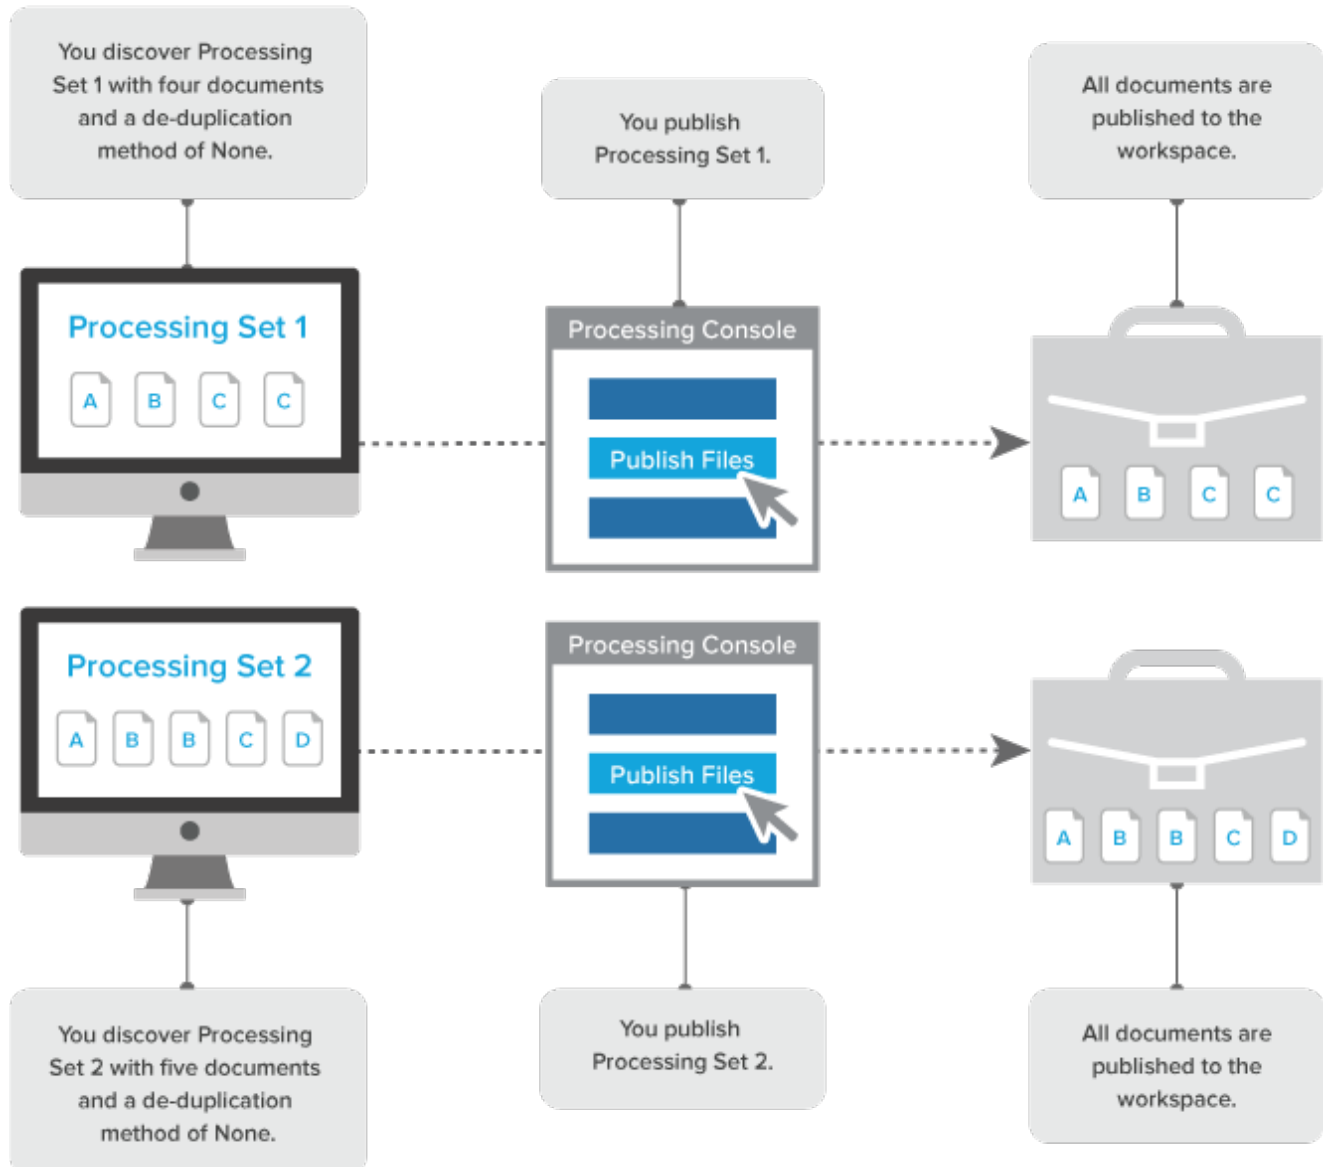 You discover Processing
Set 1 with four documents
and a de-duplication
method of None.
You publish
Processing Set 1.
All documents are
published to the
workspace.
Processing Set 1
A B C C
Processing Console
Publish Files
A B C C
Processing Set 2
A B B C D
Processing Console
Publish Files
A B B C D
You discover Processing
Set 2 with five documents
and a de-duplication
method of None.
You publish
Processing Set 2.
All documents are
published to the
workspace.